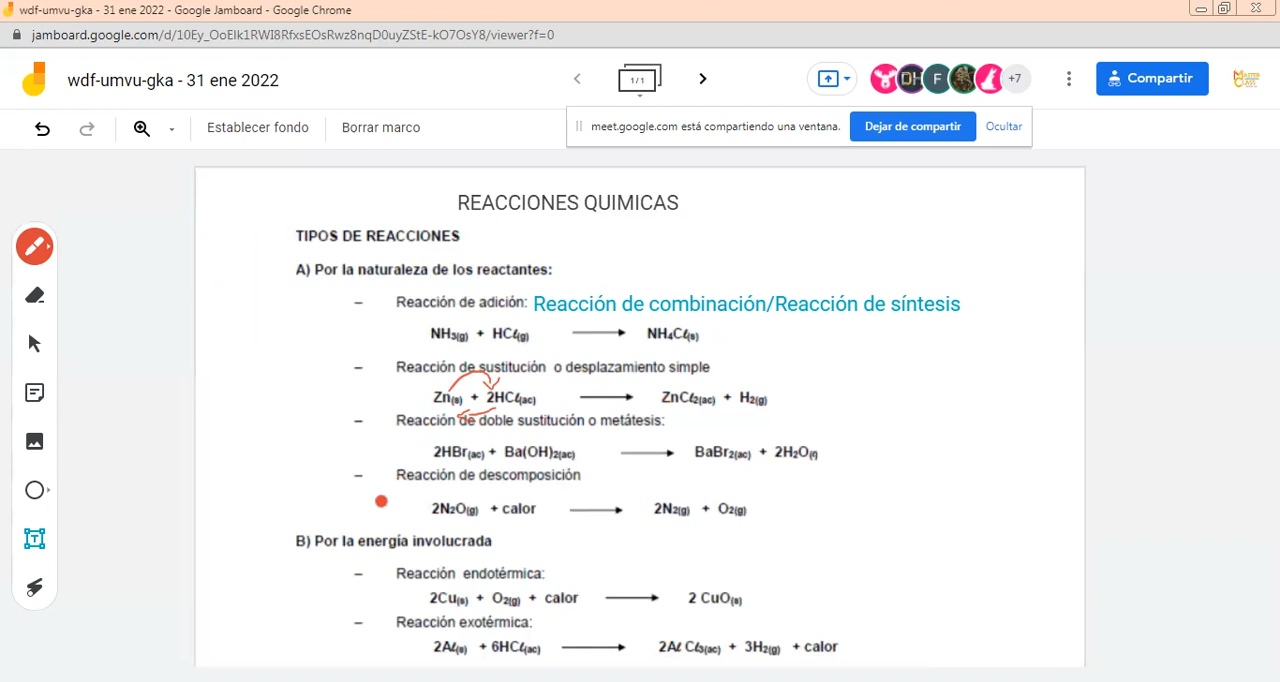 wdf-umvu-gka - 31 ene 2022 - Google Jamboard - Google Chrome
jamboard.google.com/d/10Ey_OoElk1RWI8RfxsEOsRwz8nqD0uyZStE-kO7OsY8/viewer?f=0
wdf-umvu-gka - 31 ene 2022
1/1
DH F +7
Compartir
MASTER CLASS
Establecer fondo Borrar marco
meet.google.com está compartiendo una ventana. Dejar de compartir Ocultar
REACCIONES QUIMICAS
TIPOS DE REACCIONES
A) Por la naturaleza de los reactantes:
– Reacción de adición: Reacción de combinación/Reacción de síntesis
NH3(g) + HCℓ(g) → NH4Cℓ(s)
– Reacción de sustitución o desplazamiento simple
Zn(s) + 2HCℓ(ac) → ZnCℓ2(ac) + H2(g)
– Reacción de doble sustitución o metátesis:
2HBr(ac) + Ba(OH)2(ac) → BaBr2(ac) + 2H2O(ℓ)
– Reacción de descomposición
2N2O(g) + calor → 2N2(g) + O2(g)
B) Por la energía involucrada
– Reacción endotérmica:
2Cu(s) + O2(g) + calor → 2 CuO(s)
– Reacción exotérmica:
2Aℓ(s) + 6HCℓ(ac) → 2Aℓ Cℓ3(ac) + 3H2(g) + calor